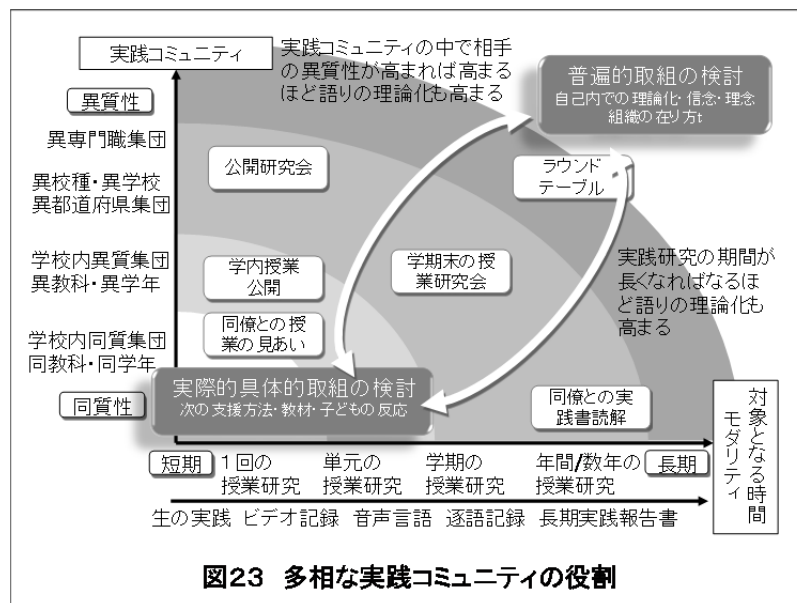 実践コミュニティ
実践コミュニティの中で相手
の異質性が高まれば高まる
ほど語りの理論化も高まる
普遍的取組の検討
自己内での理論化・信念・理念
組織の在り方t
異質性
異専門職集団
公開研究会
ラウンド
テーブル
異校種・異学校
異都道府県集団
学校内異質集団
異教科・異学年
学内授業
公開
学期末の授
業研究会
実践研究の期間が
長くなればなるほ
ど語りの理論化も
高まる
同僚との授
業の見あい
学校内同質集団
同教科・同学年
実際的具体的取組の検討
次の支援方法・教材・子どもの反応
同質性
同僚との実
践書読解
対象となる時間
モダリティ
短期
1回の
授業研究
単元の
授業研究
学期の
授業研究
年間/数年の
授業研究
長期
生の実践 ビデオ記録 音声言語 逐語記録 長期実践報告書
図23 多相な実践コミュニティの役割